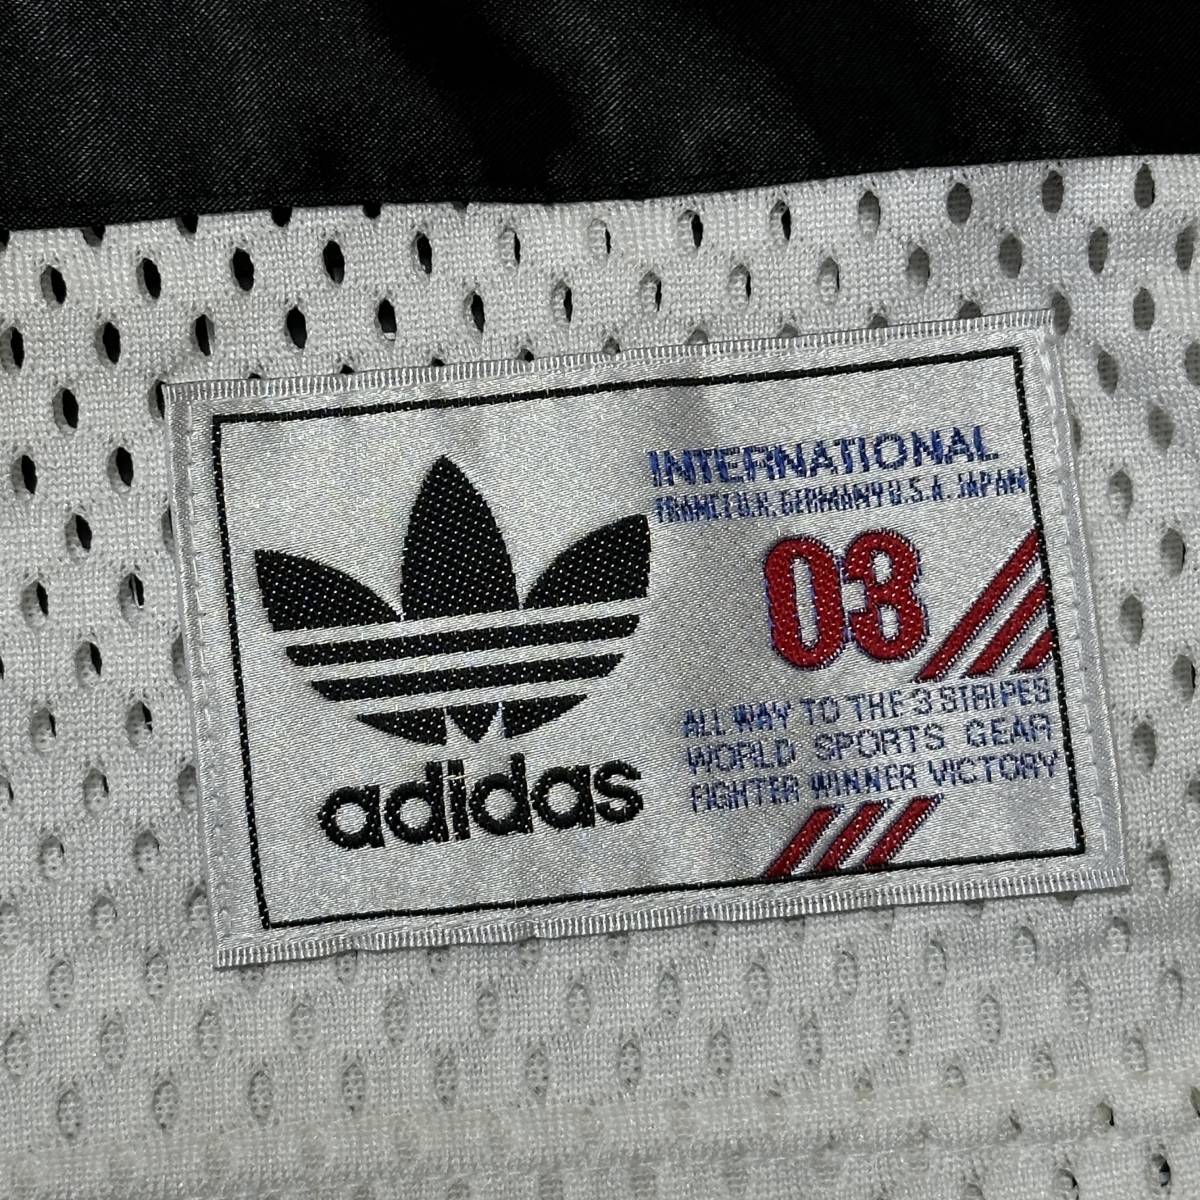 INTERNATIONAL
FRANCE U.K. GERMANY U.S.A. JAPAN
03
ALL WAY TO THE 3 STRIPES
WORLD SPORTS GEAR
FIGHTER WINNER VICTORY
adidas